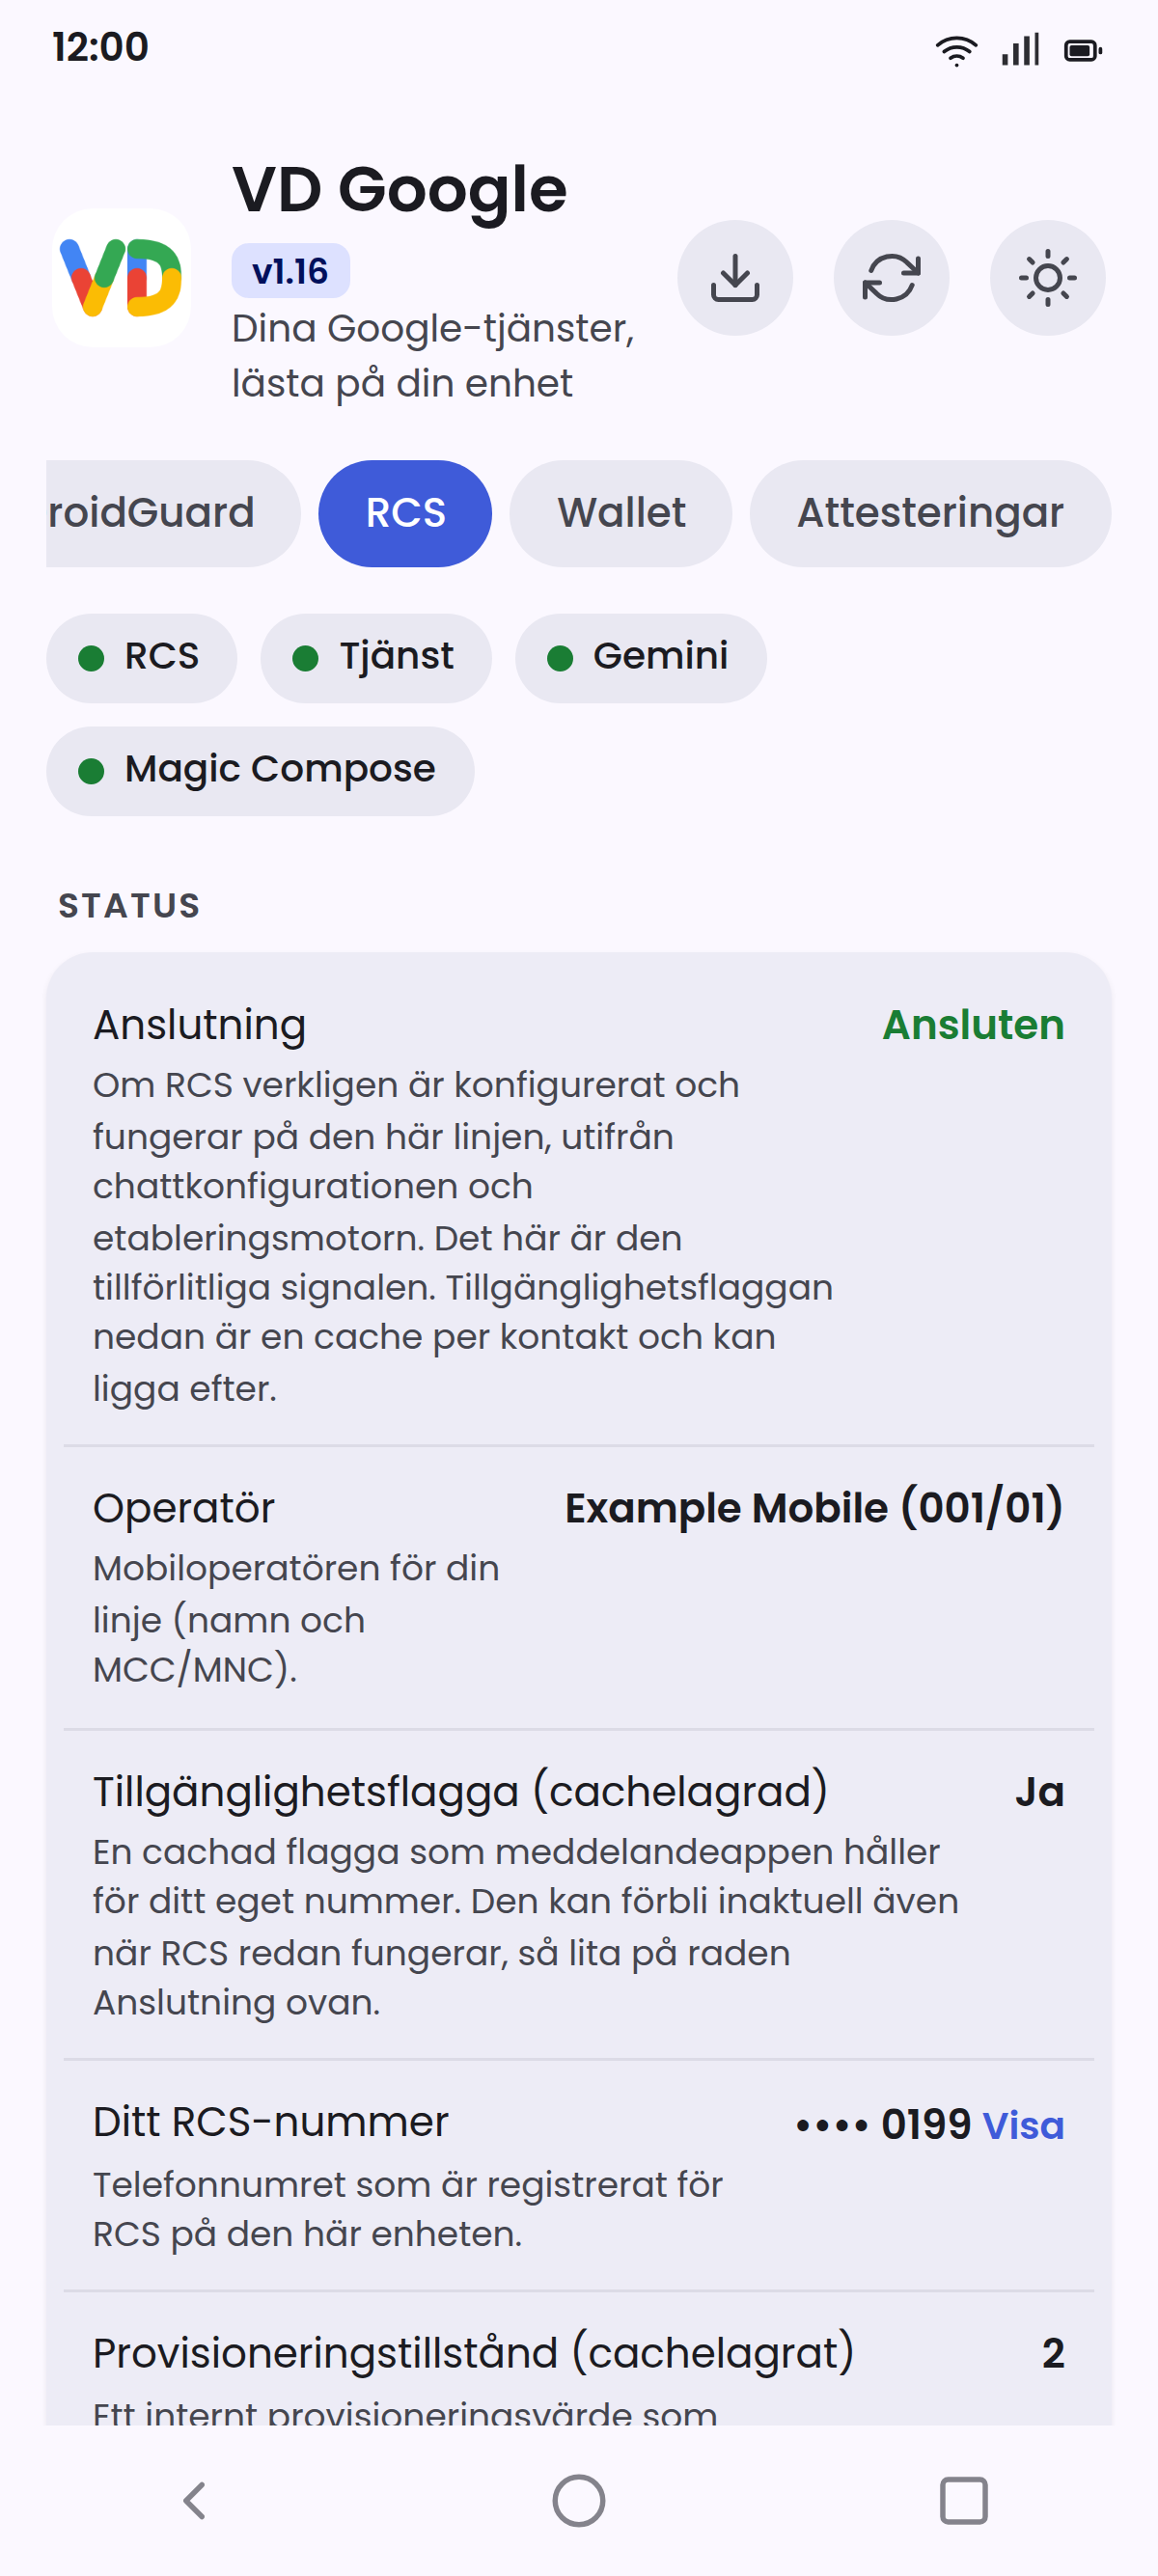 12:00
VD
VD Google
v1.16
Dina Google-tjänster,
lästa på din enhet
roidGuard
RCS
Wallet
Attesteringar
RCS
Tjänst
Gemini
Magic Compose
STATUS
Anslutning
Ansluten
Om RCS verkligen är konfigurerat och
fungerar på den här linjen, utifrån
chattkonfigurationen och
etableringsmotorn. Det här är den
tillförlitliga signalen. Tillgänglighetsflaggan
nedan är en cache per kontakt och kan
ligga efter.
Operatör
Example Mobile (001/01)
Mobiloperatören för din
linje (namn och
MCC/MNC).
Tillgänglighetsflagga (cachelagrad)
Ja
En cachad flagga som meddelandeappen håller
för ditt eget nummer. Den kan förbli inaktuell även
när RCS redan fungerar, så lita på raden
Anslutning ovan.
Ditt RCS-nummer
•••• 0199 Visa
Telefonnumret som är registrerat för
RCS på den här enheten.
Provisioneringstillstånd (cachelagrat)
2
Ett internt provisioneringsvärde som